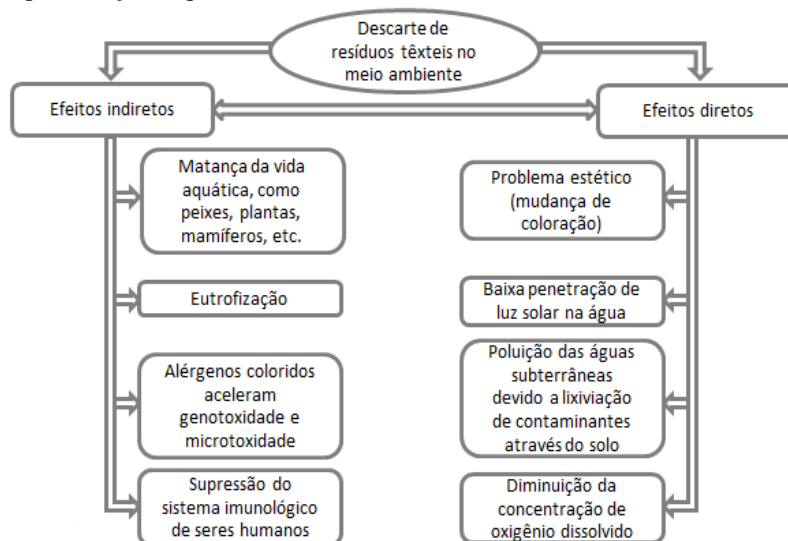 Descarte de
resíduos têxteis no
meio ambiente
Efeitos indiretos
Efeitos diretos
Matança da vida
aquática, como
peixes, plantas,
mamíferos, etc.
Eutrofização
Alérgenos coloridos
aceleram
genotoxidade e
microtoxidade
Supressão do
sistema imunológico
de seres humanos
Problema estético
(mudança de
coloração)
Baixa penetração de
luz solar na água
Poluição das águas
subterrâneas
devido a lixiviação
de contaminantes
através do solo
Diminuição da
concentração de
oxigênio dissolvido